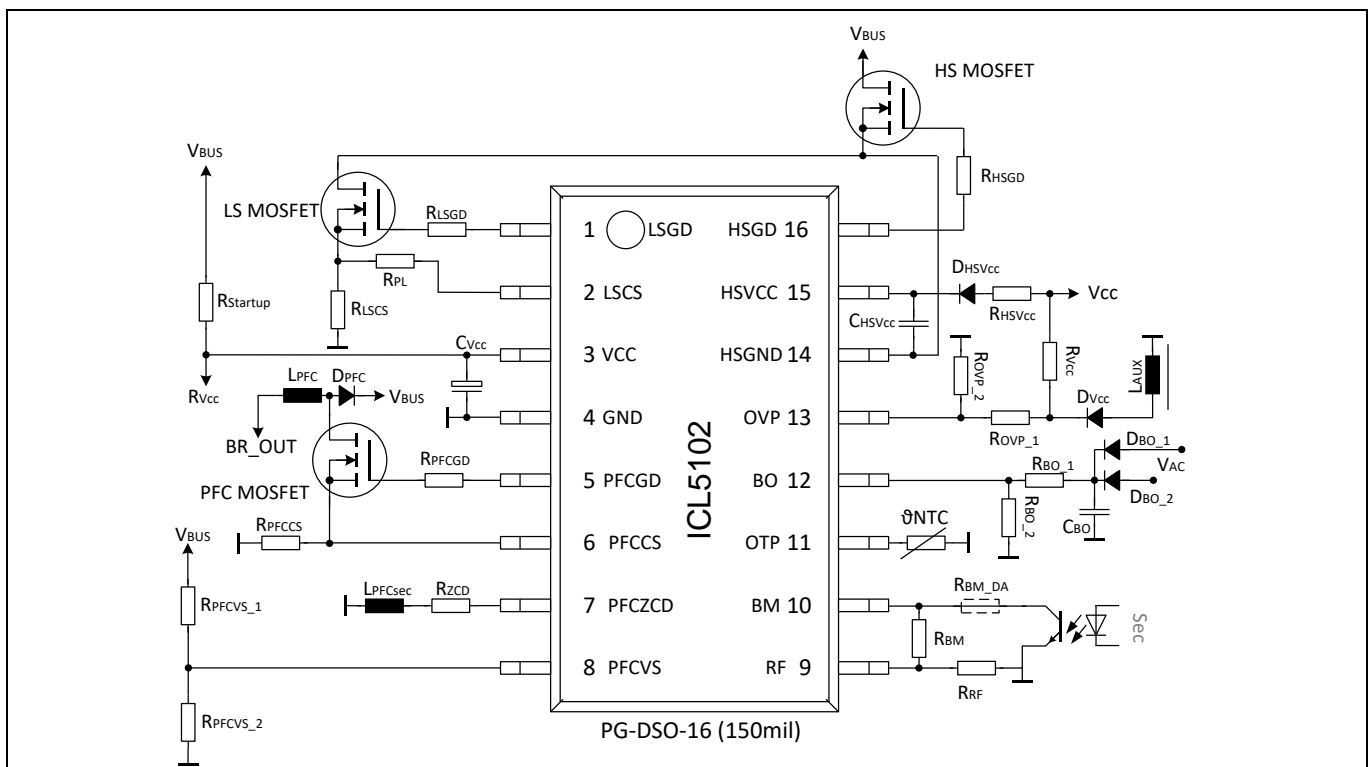 VBUS
HS MOSFET
VBUS
RHSGD
LS MOSFET
RLSGD
1 LSGD
HSGD 16
DHSVcc
RPL
2 LSCS
HSVCC 15
Vcc
RStartup
RLSCS
CHSVcc
RHSVcc
CVcc
3 VCC
HSGND 14
ROVP_2
RVcc
LAUX
RVcc
LPFC
DPFC
VBUS
DVcc
4 GND
OVP 13
ROVP_1
BR_OUT
DBO_1
PFC MOSFET
RPFCGD
5 PFCGD
BO 12
RBO_1
VAC
DBO_2
RBO_2
CBO
VBUS
RPFCCS
6 PFCCS
OTP 11
ϑNTC
ICL5102
RPFCVS_1
LPFCsec
RZCD
7 PFCZCD
BM 10
RBM_DA
RBM
Sec
8 PFCVS
RF 9
RRF
RPFCVS_2
PG-DSO-16 (150mil)